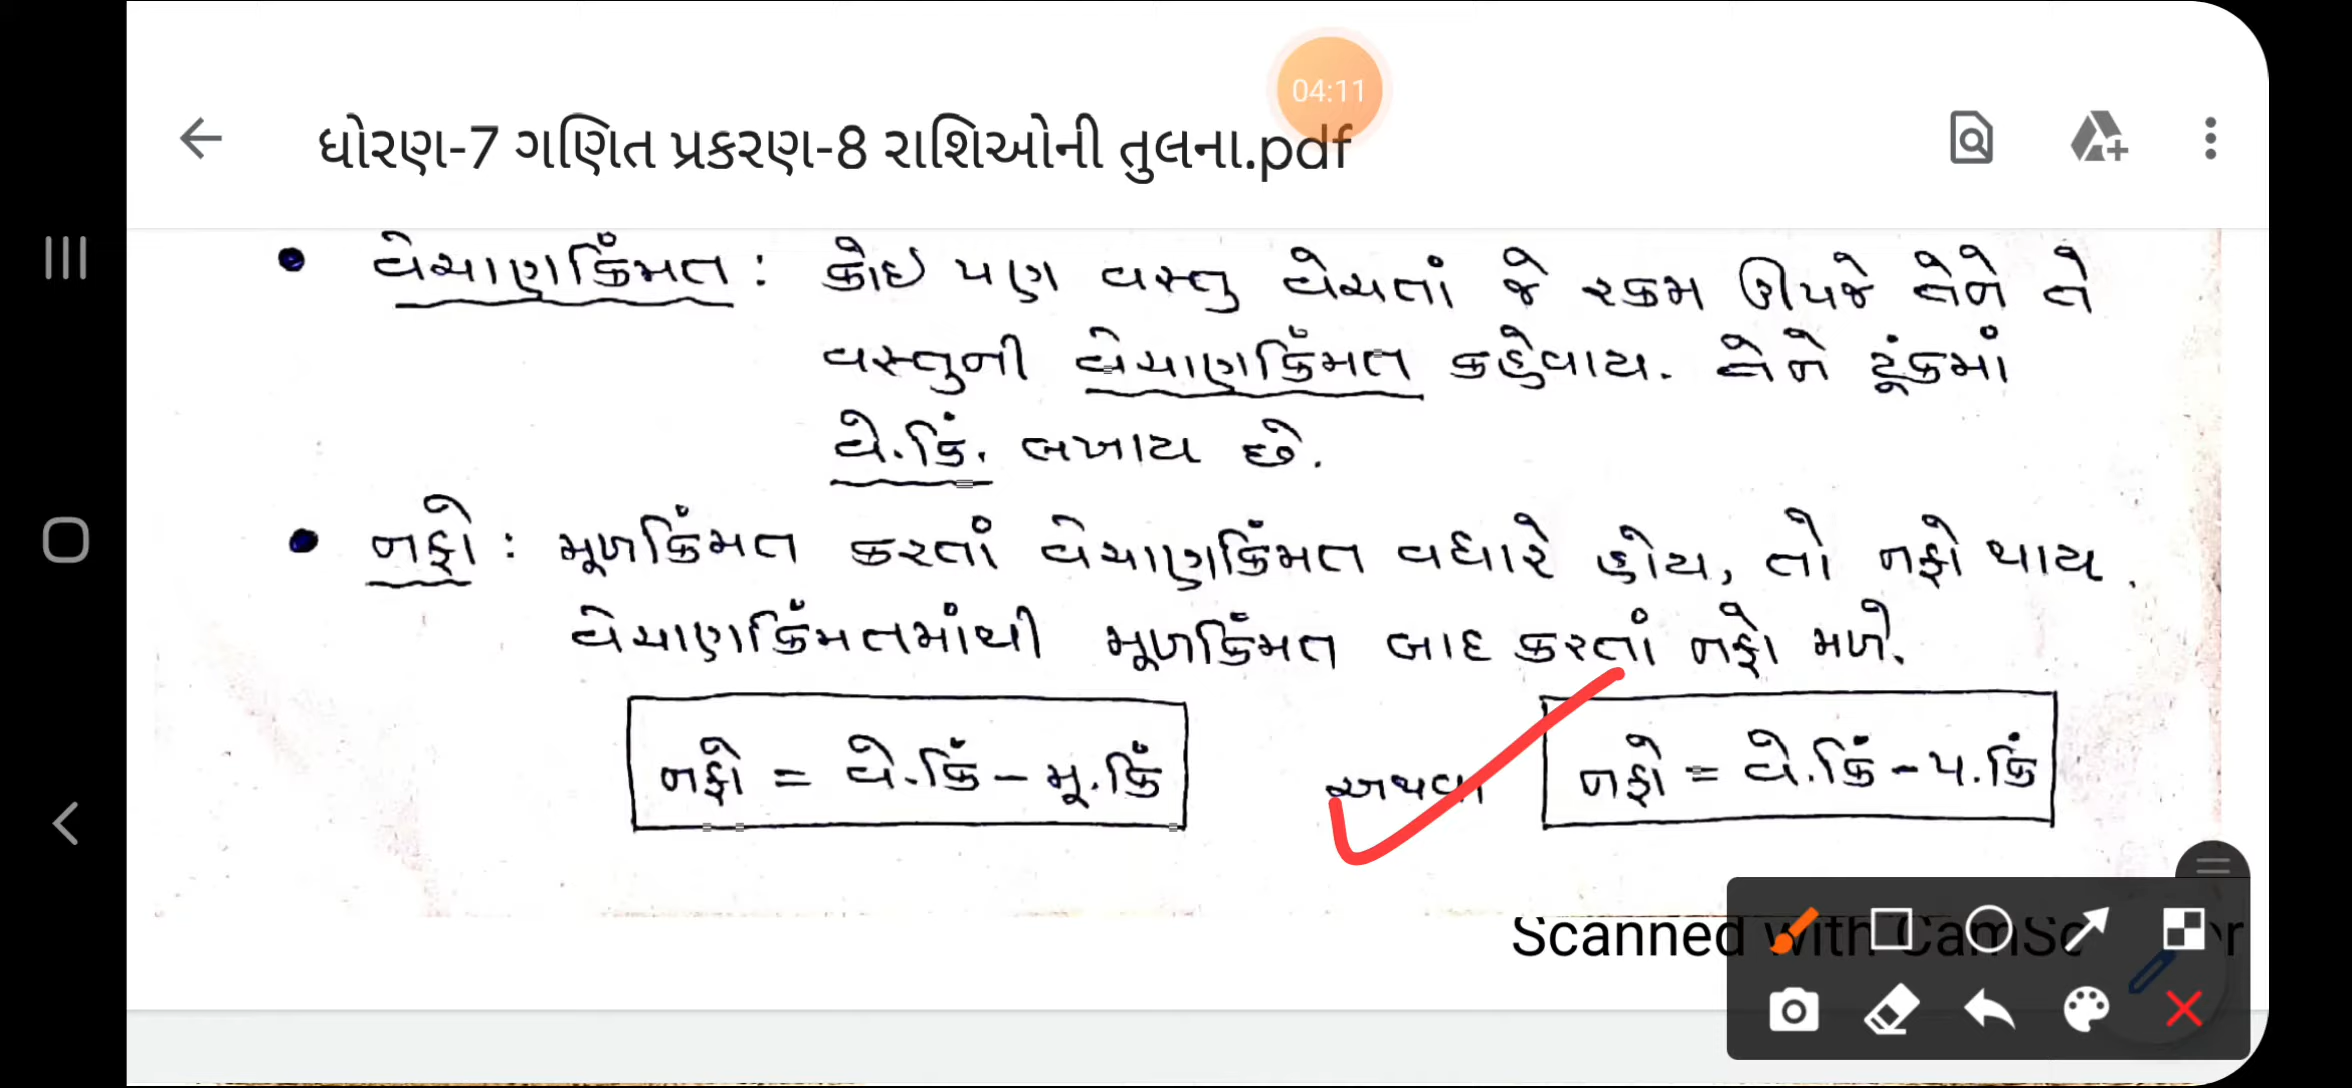 04:11
ધોરણ-7 ગણિત પ્રકરણ-8 રાશિઓની તુલના.pdf
• વેચાણકિંમત : કોઈ પણ વસ્તુ વેચતાં જે રકમ ઊપજે તેને તે
વસ્તુની વેચાણકિંમત કહેવાય. તેને ટૂંકમાં
વે.કિં. લખાય છે.
• નફો : મૂળકિંમત કરતાં વેચાણકિંમત વધારે હોય, તો નફો થાય.
વેચાણકિંમતમાંથી મૂળકિંમત બાદ કરતાં નફો મળે.
નફો = વે.કિં - મૂ.કિં અથવા નફો = વે.કિં - પ.કિં
Scanned with CamSc